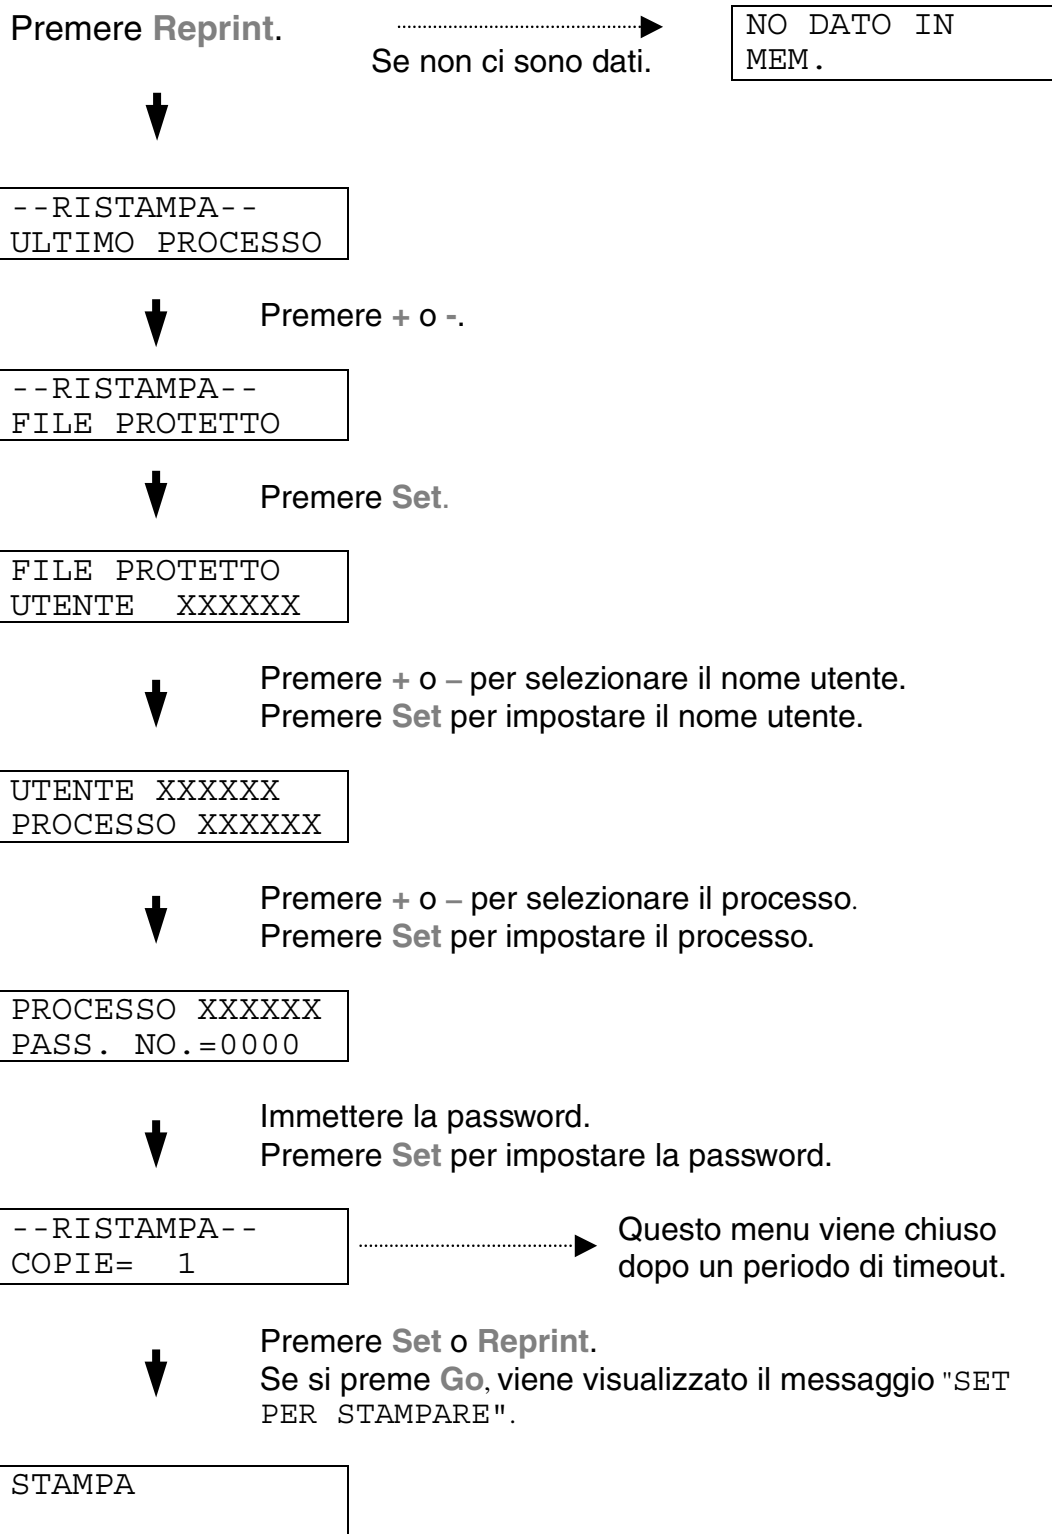 Premere Reprint.
Se non ci sono dati.
NO DATO IN
MEM.
--RISTAMPA--
ULTIMO PROCESSO
Premere + o -.
--RISTAMPA--
FILE PROTETTO
Premere Set.
FILE PROTETTO
UTENTE XXXXXX
Premere + o – per selezionare il nome utente.
Premere Set per impostare il nome utente.
UTENTE XXXXXX
PROCESSO XXXXXX
Premere + o – per selezionare il processo.
Premere Set per impostare il processo.
PROCESSO XXXXXX
PASS. NO.=0000
Immettere la password.
Premere Set per impostare la password.
--RISTAMPA--
COPIE= 1
Questo menu viene chiuso
dopo un periodo di timeout.
Premere Set o Reprint.
Se si preme Go, viene visualizzato il messaggio "SET
PER STAMPARE".
STAMPA